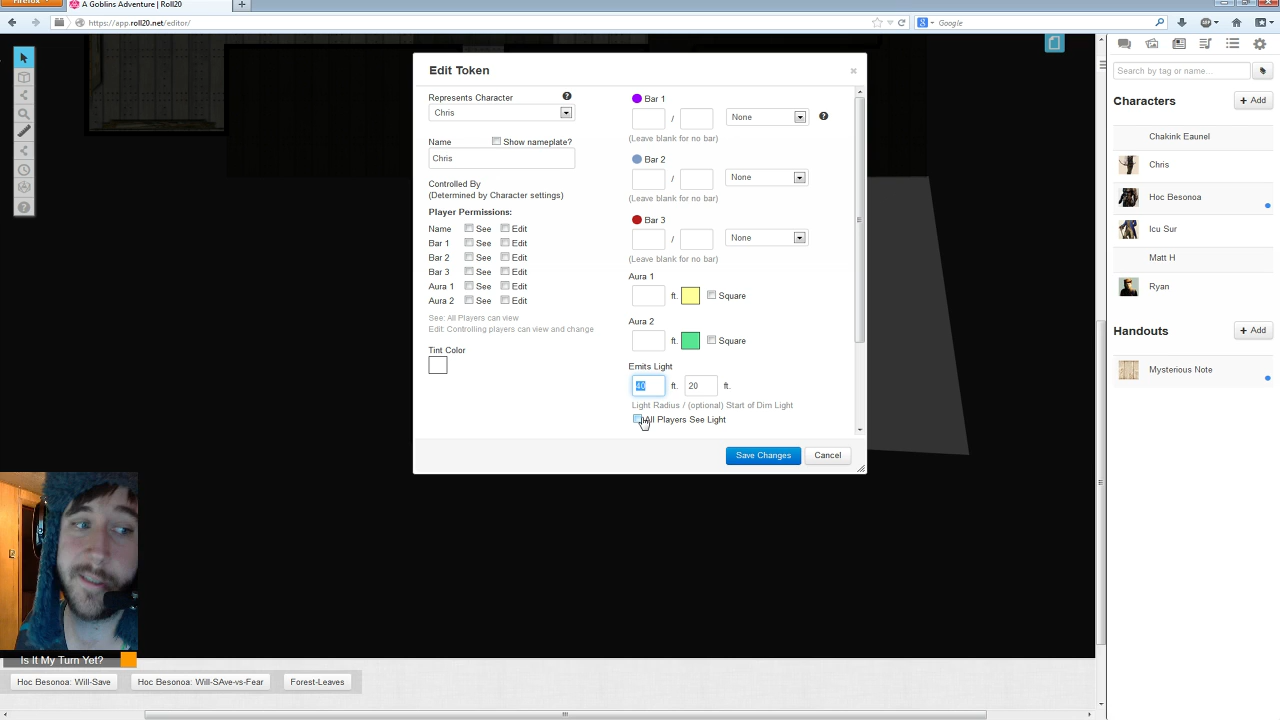 Firefox
A Goblins Adventure | Roll20
https://app.roll20.net/editor/
Google
Edit Token
Represents Character
Chris
Name
Show nameplate?
Chris
Controlled By
(Determined by Character settings)
Player Permissions:
Name See Edit
Bar 1 See Edit
Bar 2 See Edit
Bar 3 See Edit
Aura 1 See Edit
Aura 2 See Edit
See: All Players can view
Edit: Controlling players can view and change
Tint Color
Bar 1
/ None
(Leave blank for no bar)
Bar 2
/ None
(Leave blank for no bar)
Bar 3
/ None
(Leave blank for no bar)
Aura 1
ft. Square
Aura 2
ft. Square
Emits Light
40 ft. 20 ft.
Light Radius / (optional) Start of Dim Light
All Players See Light
Save Changes
Cancel
Search by tag or name...
Characters
+ Add
Chakink Eaunel
Chris
Hoc Besonoa
Icu Sur
Matt H
Ryan
Handouts
+ Add
Mysterious Note
Is It My Turn Yet?
Hoc Besonoa: Will-Save
Hoc Besonoa: Will-SAve-vs-Fear
Forest-Leaves